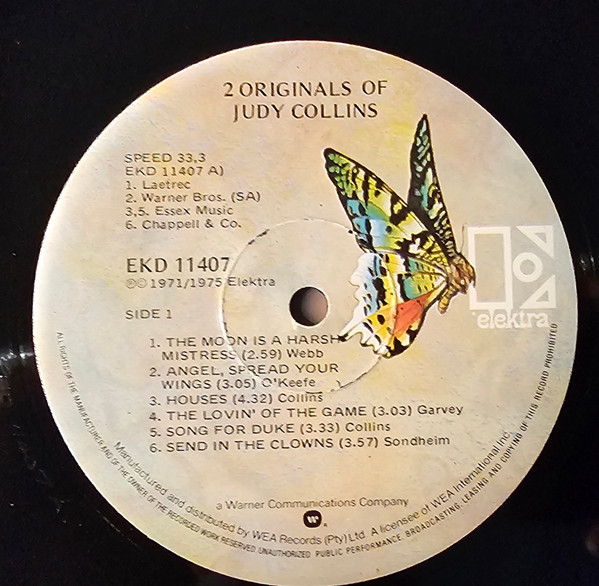 2 ORIGINALS OF
JUDY COLLINS
SPEED 33,3
EKD 11407 A)
1. Laetrec
2. Warner Bros. (SA)
3,5. Essex Music
6. Chappell & Co.
EKD 11407
℗© 1971/1975 Elektra
SIDE 1
elektra
1. THE MOON IS A HARSH
MISTRESS (2.59) Webb
2. ANGEL, SPREAD YOUR
WINGS (3.05) O'Keefe
3. HOUSES (4.32) Collins
4. THE LOVIN' OF THE GAME (3.03) Garvey
5. SONG FOR DUKE (3.33) Collins
6. SEND IN THE CLOWNS (3.57) Sondheim
a Warner Communications Company
Manufactured and distributed by WEA Records (Pty) Ltd. A licensee of WEA International Inc.
ALL RIGHTS OF THE MANUFACTURER AND OF THE OWNER OF THE RECORDED WORK RESERVED. UNAUTHORIZED PUBLIC PERFORMANCE, BROADCASTING, LEASING AND COPYING OF THIS RECORD PROHIBITED